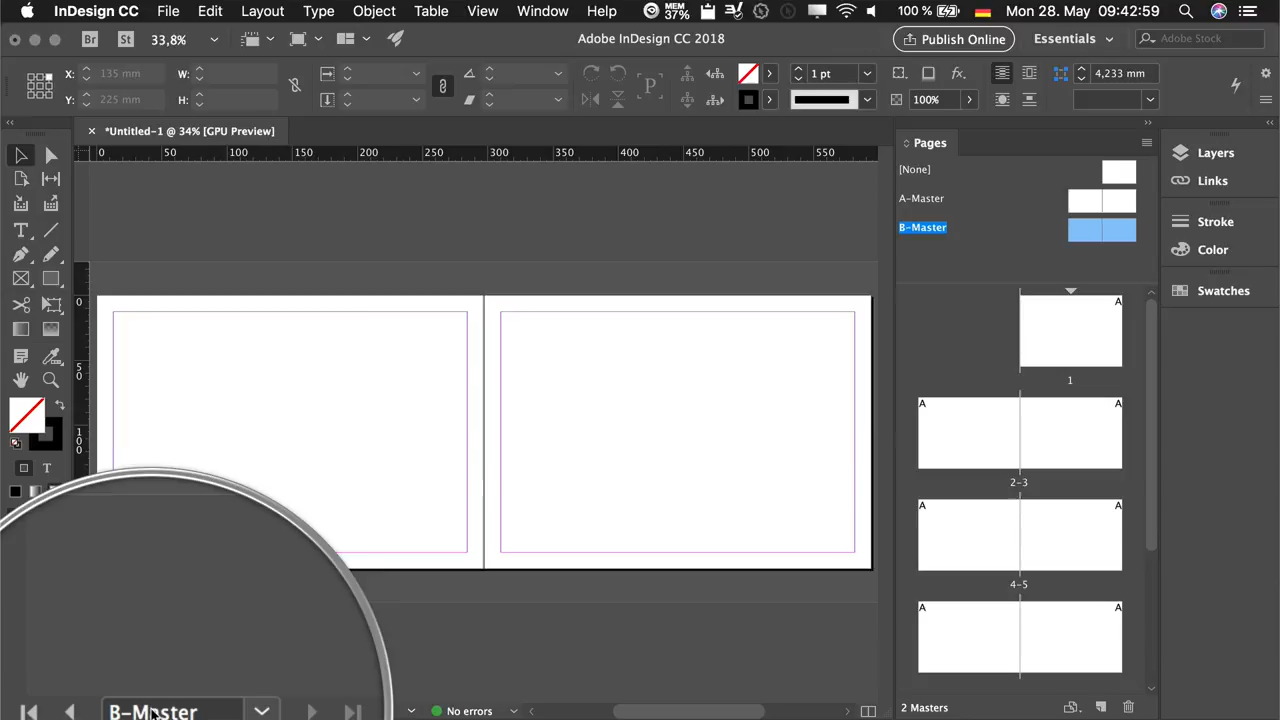 InDesign CC File Edit Layout Type Object Table View Window Help MEM 37% 100 % Mon 28. May 09:42:59
Br St 33,8% Adobe InDesign CC 2018 Publish Online Essentials Adobe Stock
X: 135 mm W: 1 pt fx. 4,233 mm
Y: 225 mm H: P 100%
*Untitled-1 @ 34% [GPU Preview]
0 50 100 150 200 250 300 350 400 450 500 550
0
50
100
T
T
Pages
[None]
A-Master
B-Master
A
1
A A
2-3
A A
4-5
A A
2 Masters
Layers
Links
Stroke
Color
Swatches
B-Master
No errors